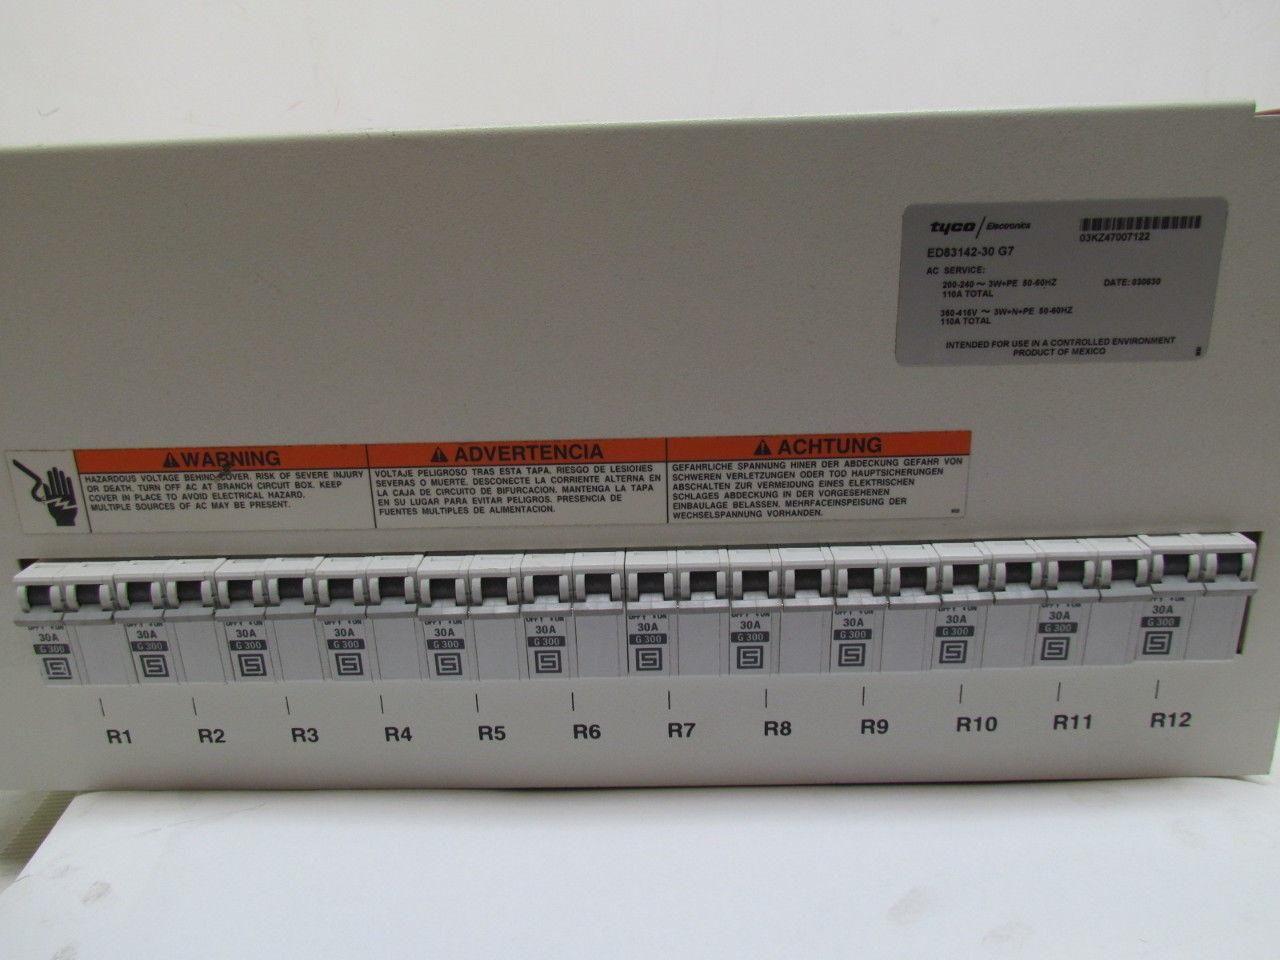 tyco / Electronics
03KZ47007122
ED83142-30 G7
AC SERVICE:
200-240 ~ 3W+PE 50-60HZ
110A TOTAL
DATE: 030630
360-415V ~ 3W+N+PE 50-60HZ
110A TOTAL
INTENDED FOR USE IN A CONTROLLED ENVIRONMENT
PRODUCT OF MEXICO
WARNING
HAZARDOUS VOLTAGE BEHIND COVER. RISK OF SEVERE INJURY
OR DEATH. TURN OFF AC AT BRANCH CIRCUIT BOX. KEEP
COVER IN PLACE TO AVOID ELECTRICAL HAZARD.
MULTIPLE SOURCES OF AC MAY BE PRESENT.
ADVERTENCIA
VOLTAJE PELIGROSO TRAS ESTA TAPA. RIESGO DE LESIONES
SEVERAS O MUERTE. DESCONECTE LA CORRIENTE ALTERNA EN
LA CAJA DE CIRCUITO DE BIFURCACION. MANTENGA LA TAPA
EN SU LUGAR PARA EVITAR PELIGROS. PRESENCIA DE
FUENTES MULTIPLES DE ALIMENTACION.
ACHTUNG
GEFAHRLICHE SPANNUNG HINER DER ABDECKUNG GEFAHR VON
SCHWEREN VERLETZUNGEN ODER TOD HAUPTSICHERUNGEN
ABSCHALTEN ZUR VERMEIDUNG EINES ELEKTRISCHEN
SCHLAGES ABDECKUNG IN DER VORGESEHENEN
EINBAULAGE BELASSEN. MEHRFACEINSPEISUNG DER
WECHSELSPANNUNG VORHANDEN.
30A 30A 30A 30A 30A 30A 30A 30A 30A 30A 30A 30A
G 300 G 300 G 300 G 300 G 300 G 300 G 300 G 300 G 300 G 300 G 300 G 300
R1 R2 R3 R4 R5 R6 R7 R8 R9 R10 R11 R12